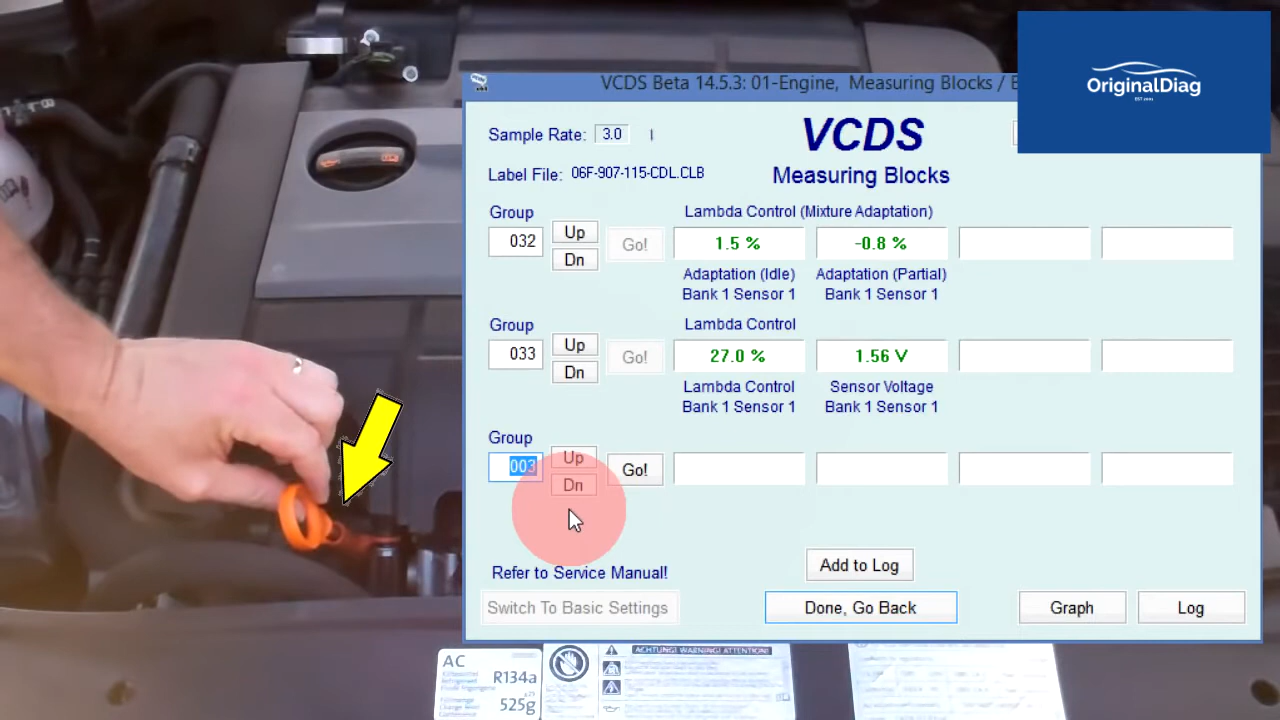 VCDS Beta 14.5.3: 01-Engine, Measuring Blocks /
OriginalDiag
Sample Rate: 3.0
VCDS
Label File: 06F-907-115-CDL.CLB
Measuring Blocks
Group
Lambda Control (Mixture Adaptation)
032 Up Go! 1.5 % -0.8 %
Dn
Adaptation (Idle) Adaptation (Partial)
Bank 1 Sensor 1 Bank 1 Sensor 1
Group
Lambda Control
033 Up Go! 27.0 % 1.56 V
Dn
Lambda Control Sensor Voltage
Bank 1 Sensor 1 Bank 1 Sensor 1
Group
003 Up Go!
Dn
Add to Log
Refer to Service Manual!
Switch To Basic Settings Done, Go Back Graph Log
AC
R134a
525g
ACHTUNG! WARNING! ATTENTION!